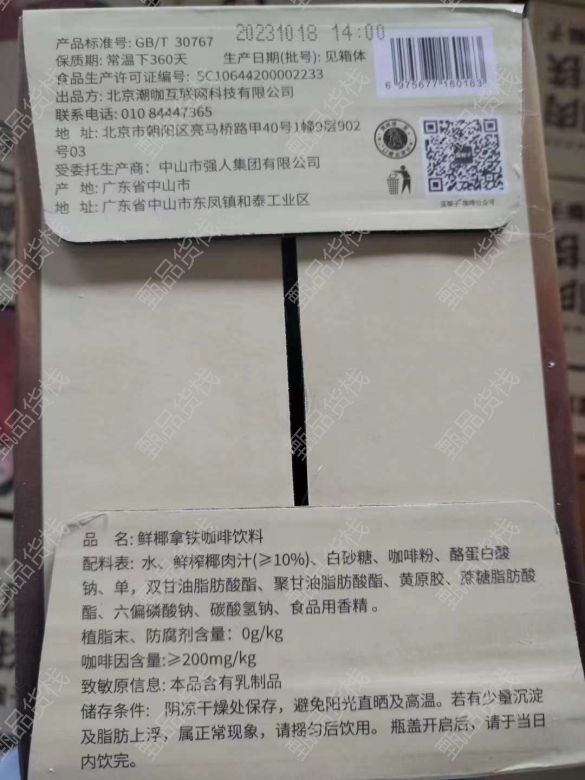 20231018 14:00
产品标准号: GB/T 30767
保质期: 常温下360天 生产日期(批号): 见箱体
食品生产许可证编号: SC10644200002233
出品方: 北京潮咖互联网科技有限公司
联系电话: 010 84447365
地 址: 北京市朝阳区亮马桥路甲40号1幢9层902
号03
受委托生产商: 中山市强人集团有限公司
产 地: 广东省中山市
地 址: 广东省中山市东凤镇和泰工业区
6 975677 160163
品 名: 鲜椰拿铁咖啡饮料
配料表: 水、鲜榨椰肉汁(≥10%)、白砂糖、咖啡粉、酪蛋白酸
钠、单，双甘油脂肪酸酯、聚甘油脂肪酸酯、黄原胶、蔗糖脂肪酸
酯、六偏磷酸钠、碳酸氢钠、食品用香精。
植脂末、防腐剂含量: 0g/kg
咖啡因含量:≥200mg/kg
致敏原信息: 本品含有乳制品
储存条件: 阴凉干燥处保存，避免阳光直晒及高温。若有少量沉淀
及脂肪上浮，属正常现象，请摇匀后饮用。瓶盖开启后，请于当日
内饮完。
甄品货栈